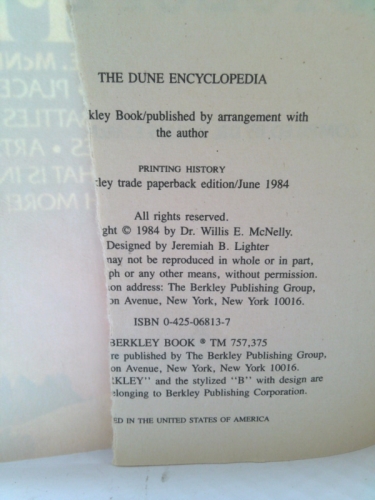 THE DUNE ENCYCLOPEDIA
kley Book/published by arrangement with
the author
PRINTING HISTORY
ley trade paperback edition/June 1984
All rights reserved.
ght © 1984 by Dr. Willis E. McNelly.
Designed by Jeremiah B. Lighter
may not be reproduced in whole or in part,
ph or any other means, without permission.
on address: The Berkley Publishing Group,
on Avenue, New York, New York 10016.
ISBN 0-425-06813-7
BERKLEY BOOK ® TM 757,375
re published by The Berkley Publishing Group,
on Avenue, New York, New York 10016.
RKLEY" and the stylized "B" with design are
elonging to Berkley Publishing Corporation.
ED IN THE UNITED STATES OF AMERICA